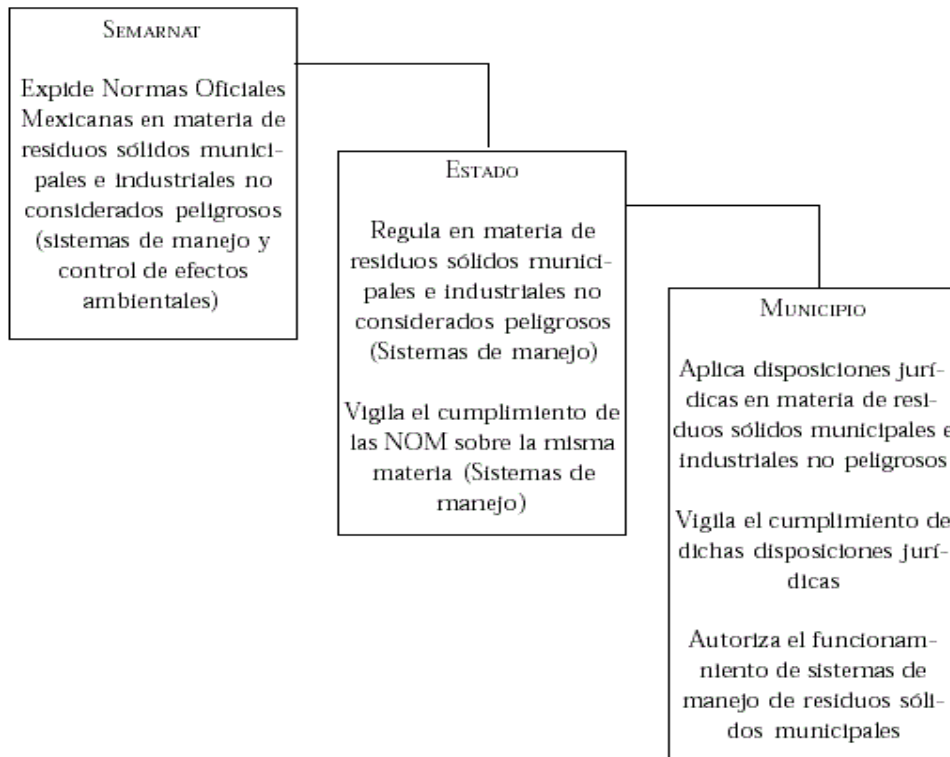 SEMARNAT
Expide Normas Oficiales
Mexicanas en materia de
residuos sólidos munici-
pales e industriales no
considerados peligrosos
(sistemas de manejo y
control de efectos
ambientales)
ESTADO
Regula en materia de
residuos sólidos munici-
pales e industriales no
considerados peligrosos
(Sistemas de manejo)
Vigila el cumplimiento de
las NOM sobre la misma
materia (Sistemas de
manejo)
MUNICIPIO
Aplica disposiciones jurí-
dicas en materia de resi-
duos sólidos municipales e
industriales no peligrosos
Vigila el cumplimiento de
dichas disposiciones jurí-
dicas
Autoriza el funcionam-
niento de sistemas de
manejo de residuos sóli-
dos municipales